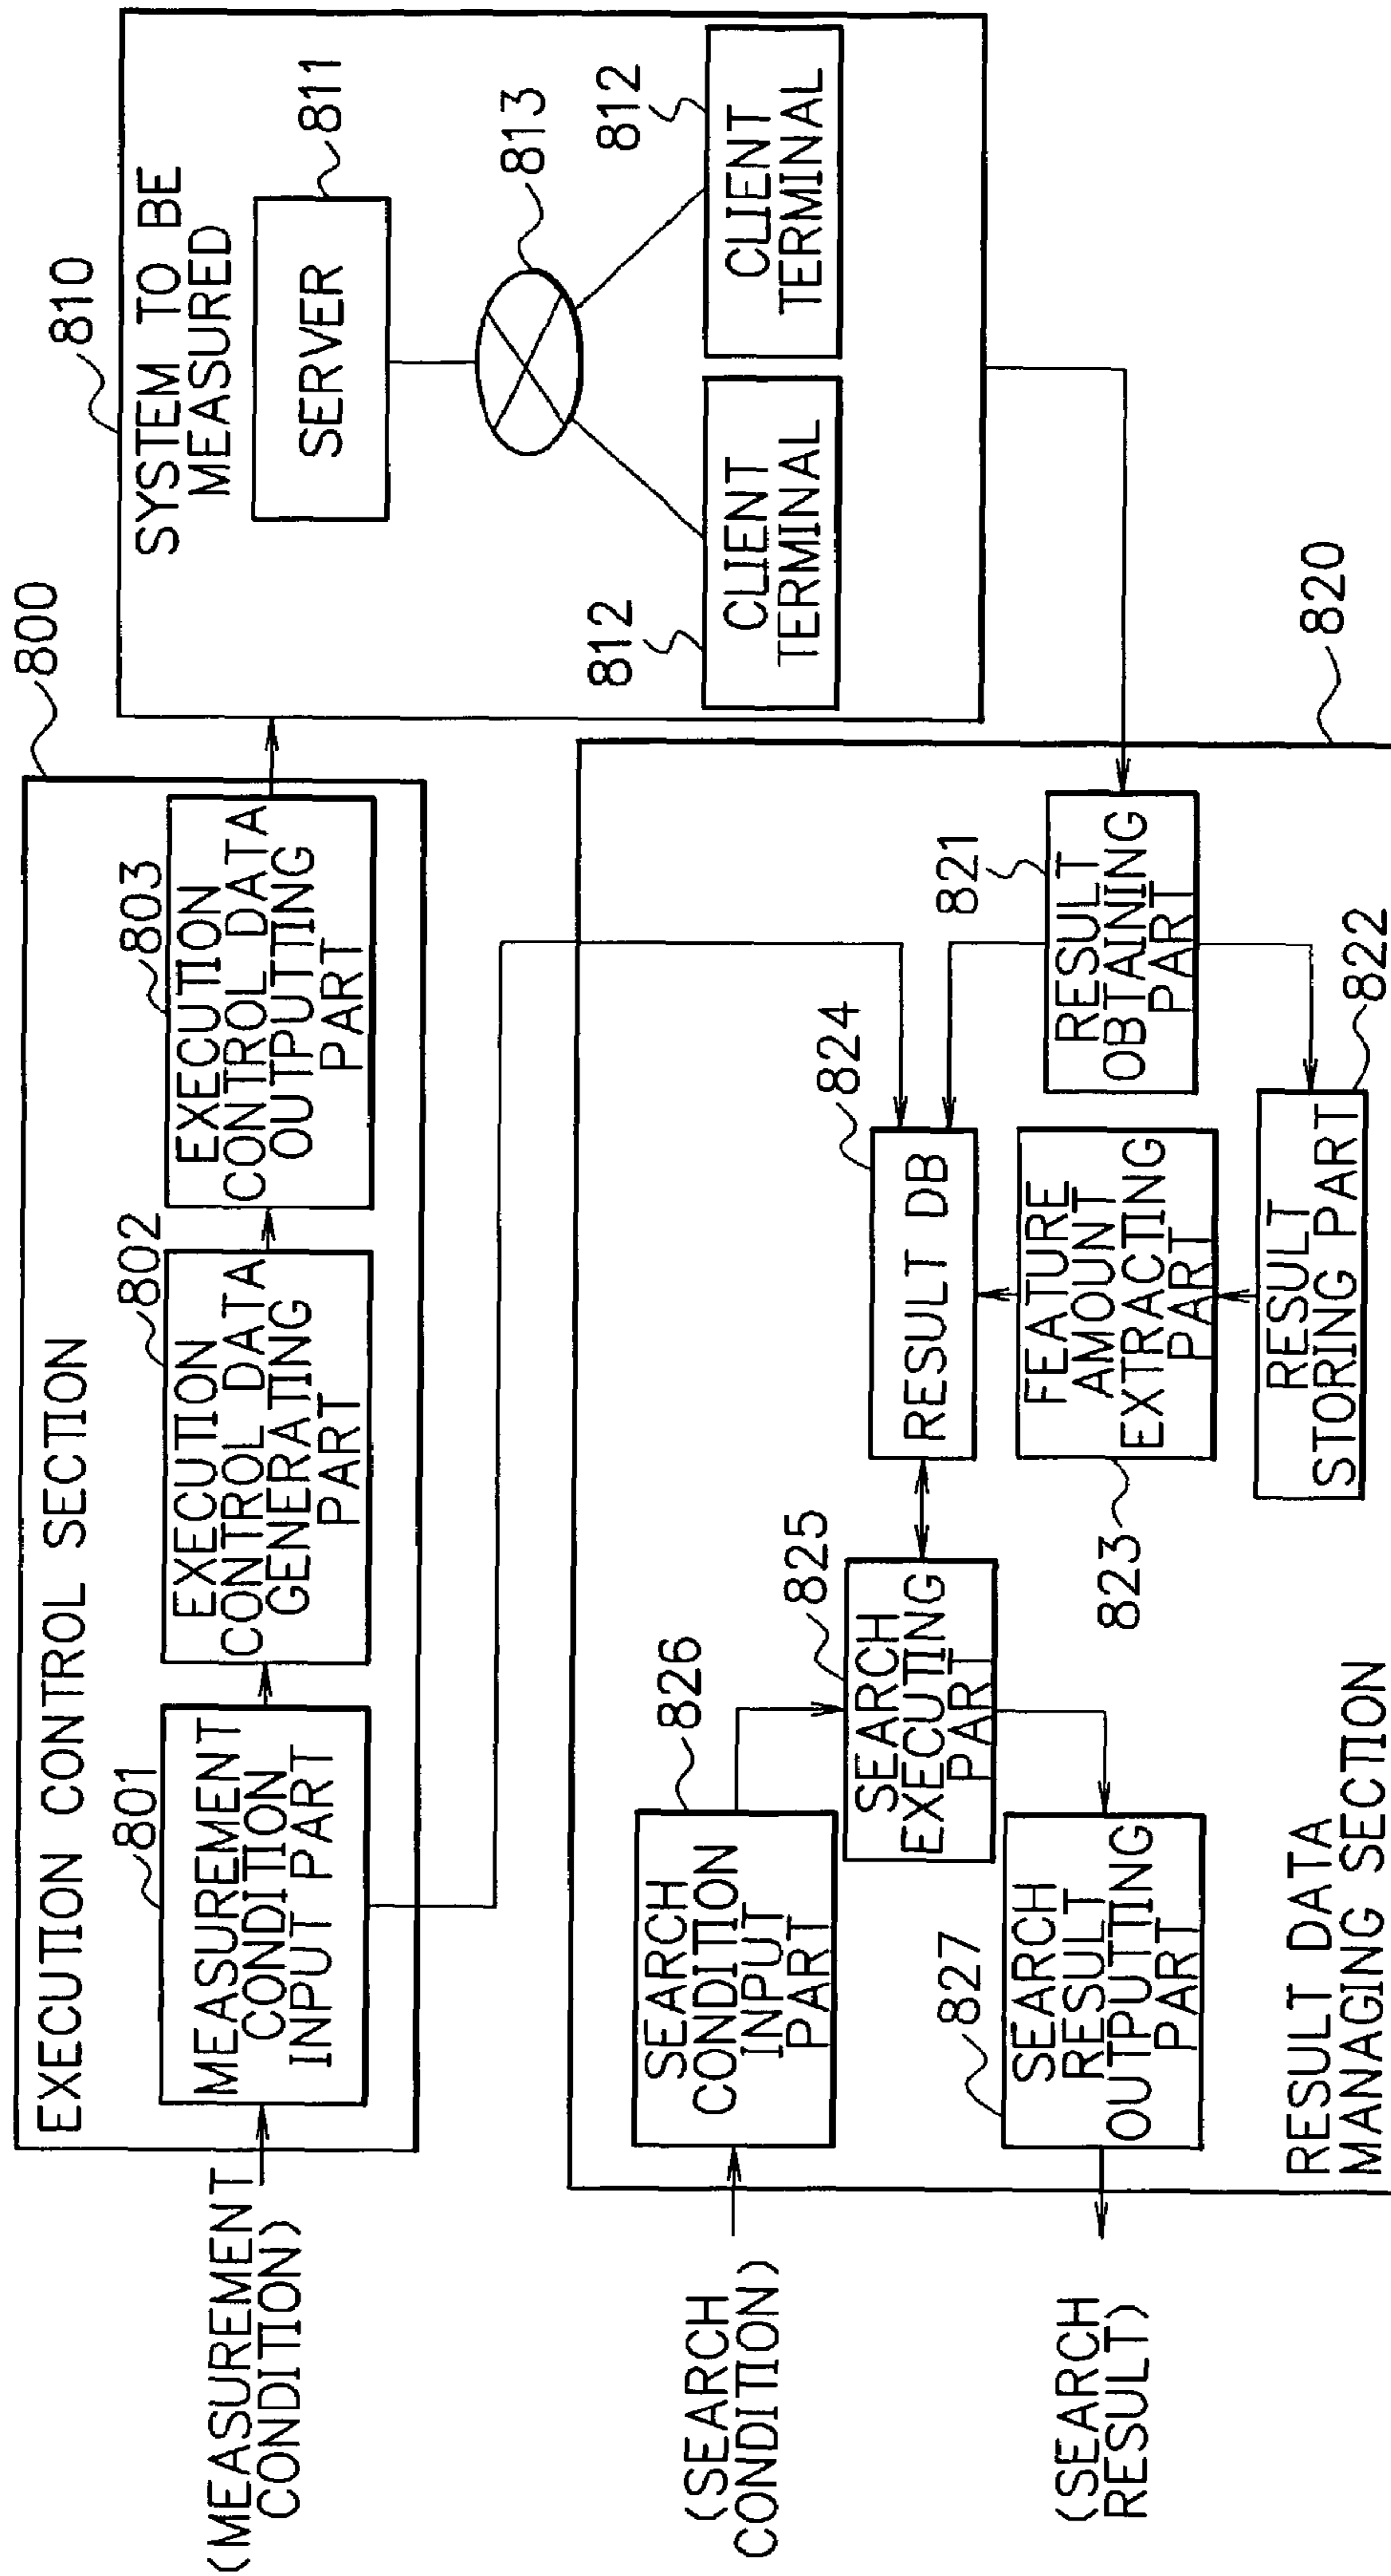 EXECUTION CONTROL SECTION
800
(MEASUREMENT
CONDITION)
801
MEASUREMENT
CONDITION
INPUT PART
802
EXECUTION
CONTROL DATA
GENERATING
PART
803
EXECUTION
CONTROL DATA
OUTPUTTING
PART
810
SYSTEM TO BE
MEASURED
SERVER
811
813
812
CLIENT
TERMINAL
812
CLIENT
TERMINAL
(SEARCH
CONDITION)
SEARCH
CONDITION
INPUT
PART
826
SEARCH
EXECUTING
PART
825
RESULT DB
824
RESULT
OBTAINING
PART
821
FEATURE
AMOUNT
EXTRACTING
PART
823
RESULT
STORING PART
822
(SEARCH
RESULT)
827
SEARCH
RESULT
OUTPUTTING
PART
RESULT DATA
MANAGING SECTION
820